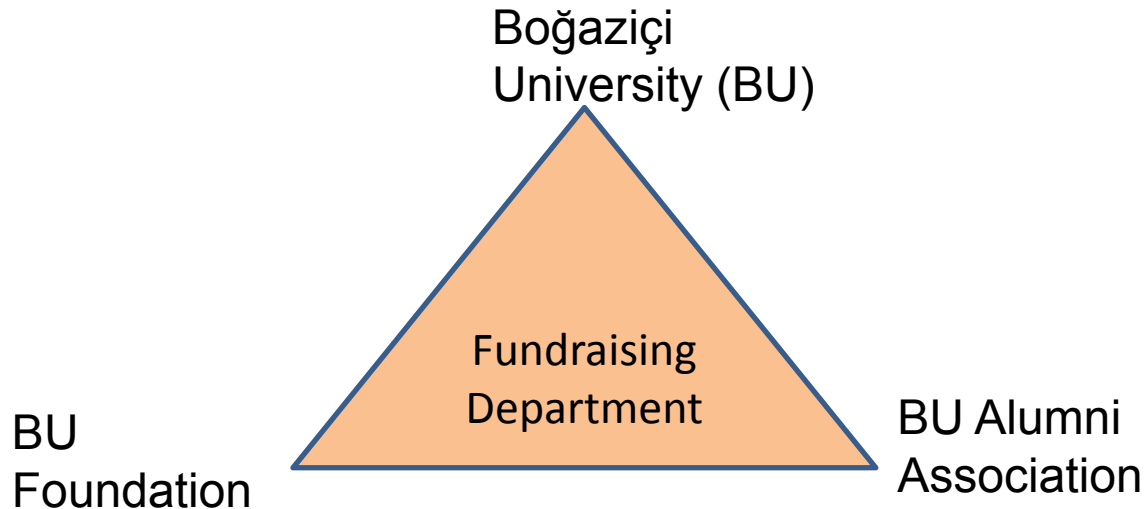 Boğaziçi
University (BU)
Fundraising
Department
BU
Foundation
BU Alumni
Association